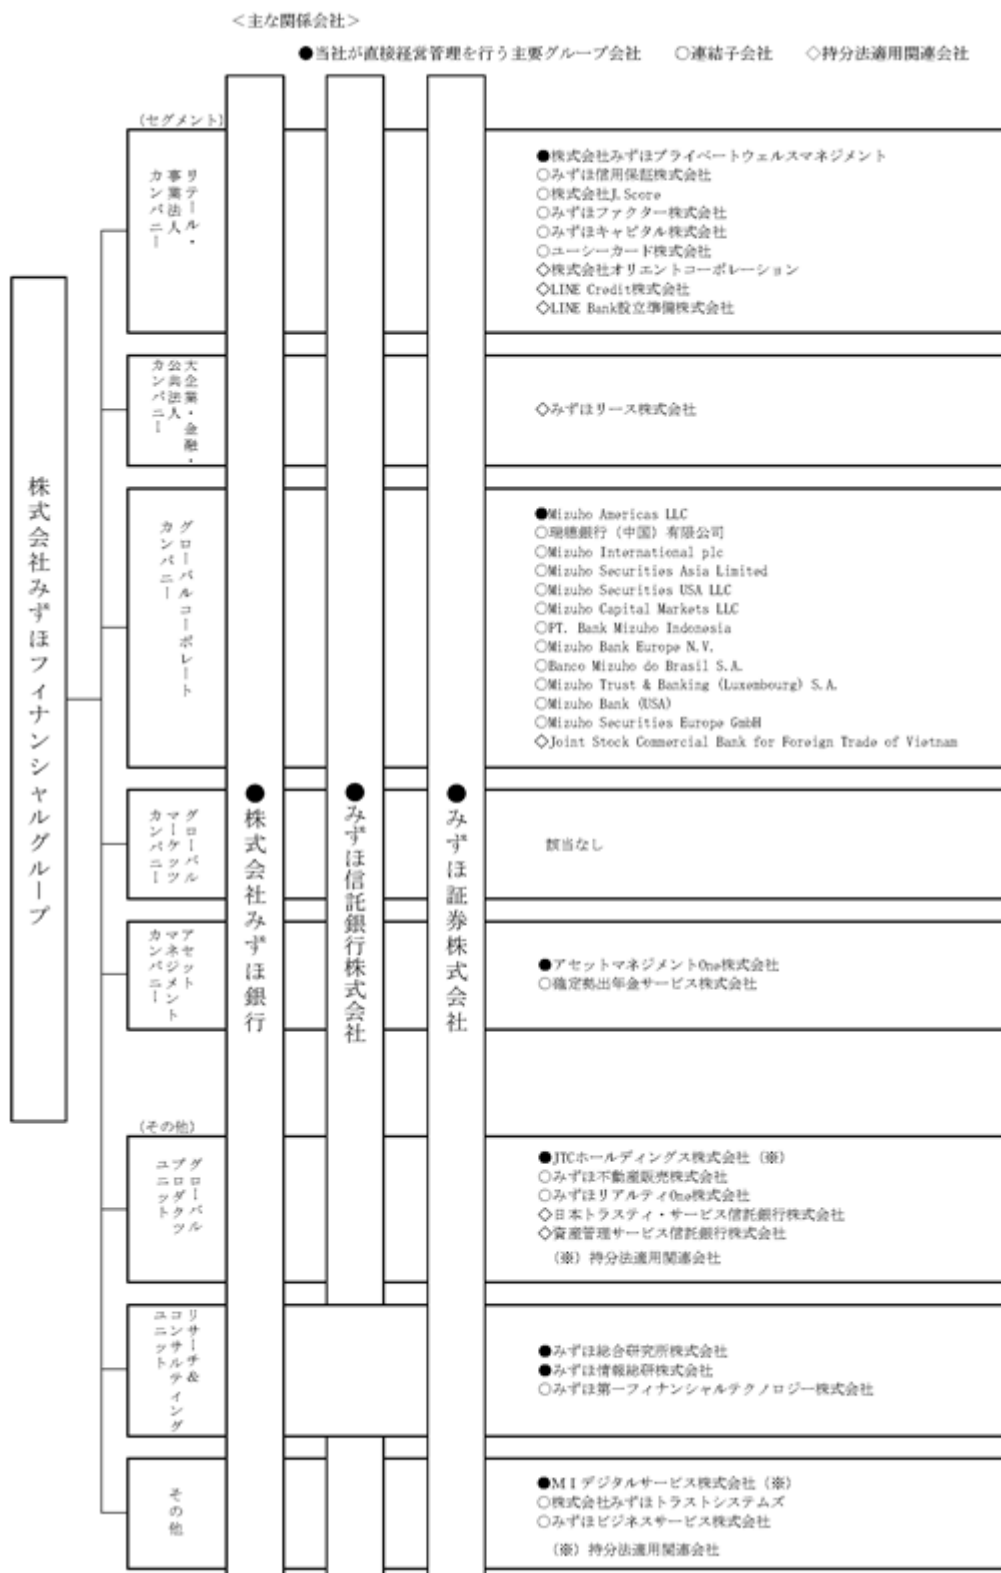 ＜主な関係会社＞
●当社が直接経営管理を行う主要グループ会社　○連結子会社　◇持分法適用関連会社
株式会社みずほフィナンシャルグループ
●株式会社みずほ銀行
●みずほ信託銀行株式会社
●みずほ証券株式会社
(セグメント)
リテール・
事業法人
カンパニー
●株式会社みずほプライベートウェルスマネジメント
○みずほ信用保証株式会社
○株式会社J.Score
○みずほファクター株式会社
○みずほキャピタル株式会社
○ユーシーカード株式会社
◇株式会社オリエントコーポレーション
◇LINE Credit株式会社
◇LINE Bank設立準備株式会社
大企業・金融・
公共法人
カンパニー
◇みずほリース株式会社
グローバルコーポレート
カンパニー
●Mizuho Americas LLC
○瑞穂銀行（中国）有限公司
○Mizuho International plc
○Mizuho Securities Asia Limited
○Mizuho Securities USA LLC
○Mizuho Capital Markets LLC
○PT. Bank Mizuho Indonesia
○Mizuho Bank Europe N.V.
○Banco Mizuho do Brasil S.A.
○Mizuho Trust & Banking (Luxembourg) S.A.
○Mizuho Bank (USA)
○Mizuho Securities Europe GmbH
◇Joint Stock Commercial Bank for Foreign Trade of Vietnam
グローバル
マーケッツ
カンパニー
該当なし
アセット
マネジメント
カンパニー
●アセットマネジメントOne株式会社
○確定拠出年金サービス株式会社
(その他)
グローバル
プロダクツ
ユニット
●JTCホールディングス株式会社（※）
○みずほ不動産販売株式会社
○みずほリアルティOne株式会社
◇日本トラスティ・サービス信託銀行株式会社
◇資産管理サービス信託銀行株式会社
（※）持分法適用関連会社
リサーチ&
コンサルティング
ユニット
●みずほ総合研究所株式会社
●みずほ情報総研株式会社
○みずほ第一フィナンシャルテクノロジー株式会社
その他
●ＭＩデジタルサービス株式会社（※）
○株式会社みずほトラストシステムズ
○みずほビジネスサービス株式会社
（※）持分法適用関連会社